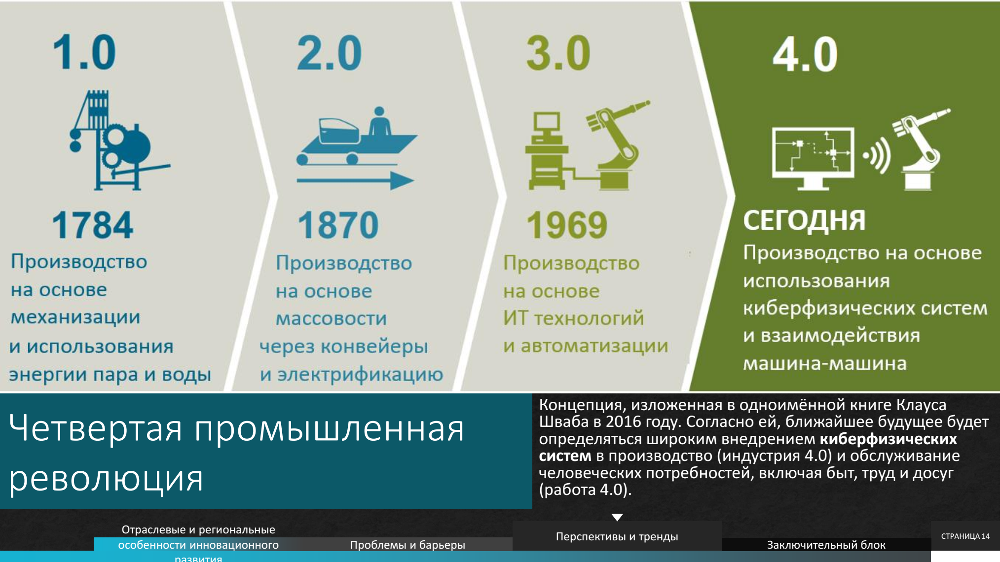 1.0
1784
Производство
на основе
механизации
и использования
энергии пара и воды
2.0
1870
Производство
на основе
массовости
через конвейеры
и электрификацию
3.0
1969
Производство
на основе
ИТ технологий
и автоматизации
4.0
СЕГОДНЯ
Производство на основе
использования
киберфизических систем
и взаимодействия
машина-машина
Четвертая промышленная
революция
Концепция, изложенная в одноимённой книге Клауса
Шваба в 2016 году. Согласно ей, ближайшее будущее будет
определяться широким внедрением киберфизических
систем в производство (индустрия 4.0) и обслуживание
человеческих потребностей, включая быт, труд и досуг
(работа 4.0).
Отраслевые и региональные
особенности инновационного
развития
Проблемы и барьеры
Перспективы и тренды
Заключительный блок
СТРАНИЦА 14